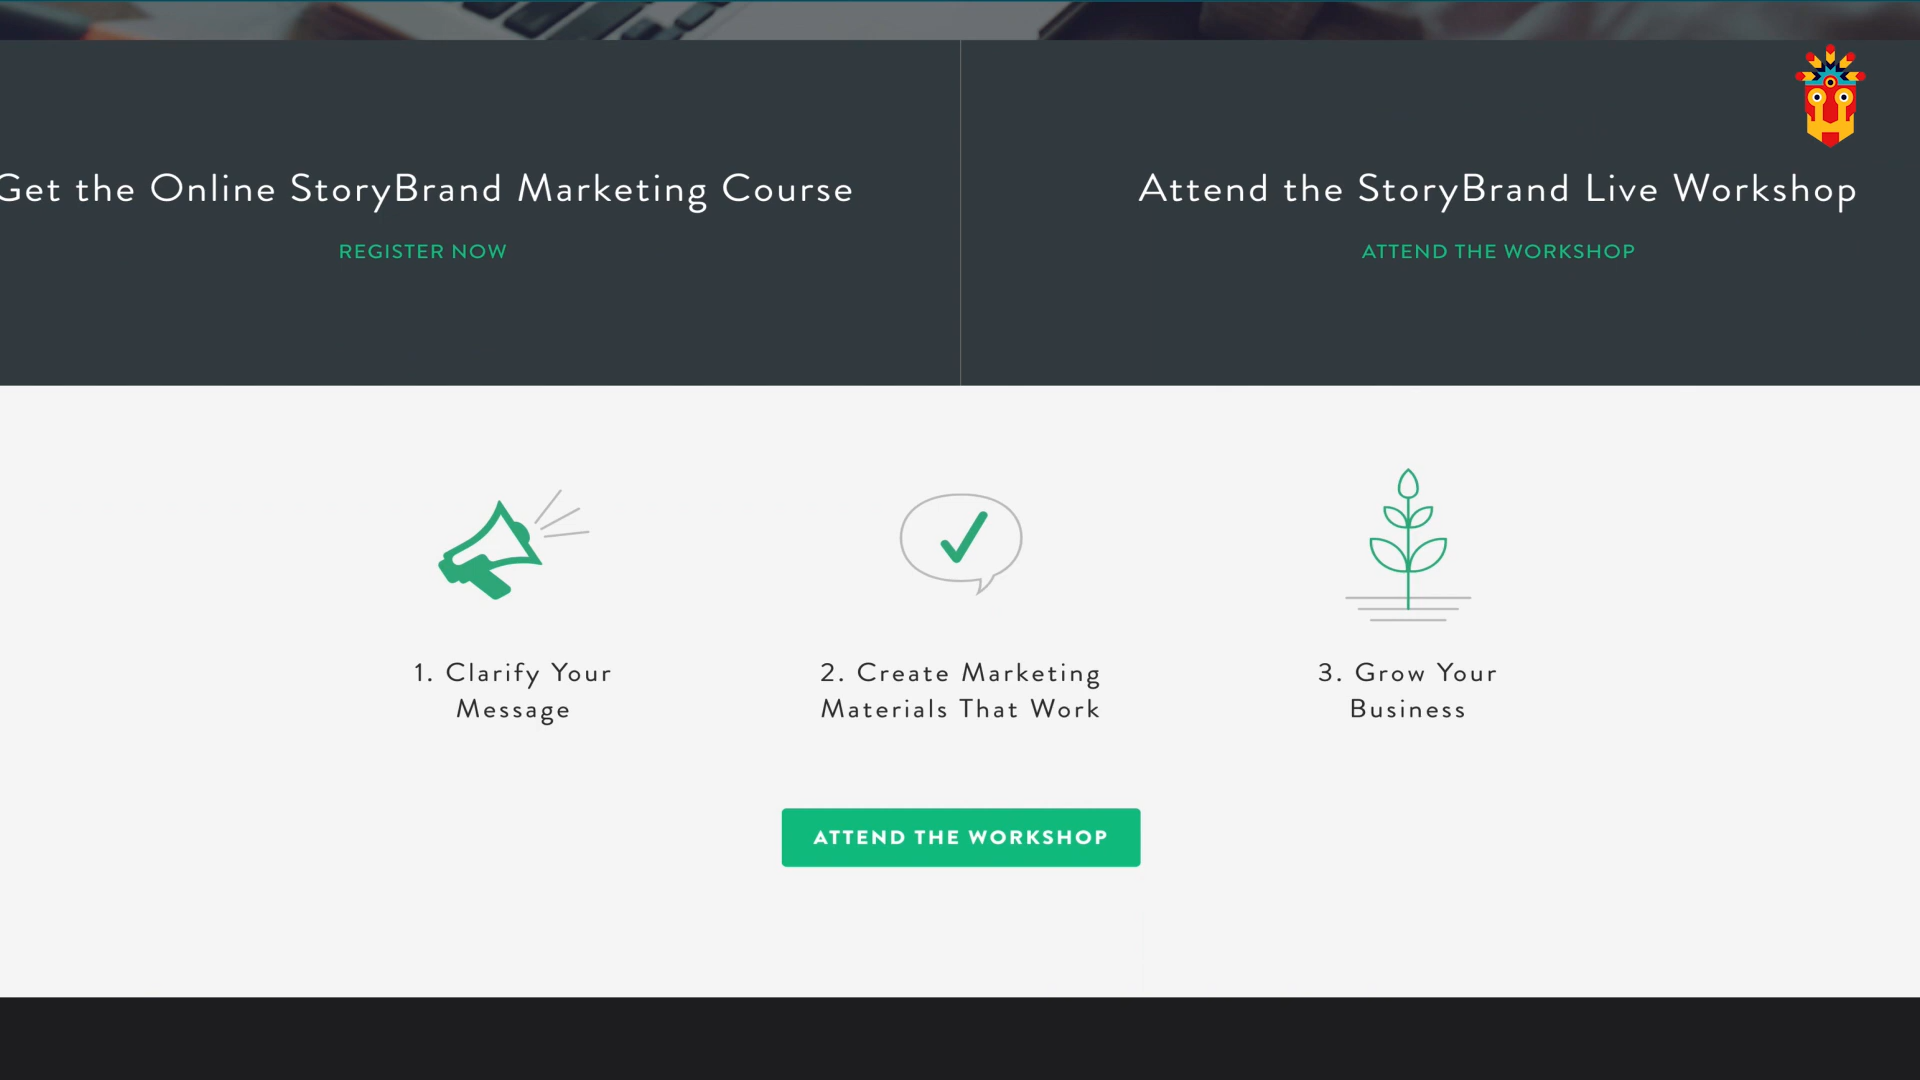 Get the Online StoryBrand Marketing Course
REGISTER NOW
Attend the StoryBrand Live Workshop
ATTEND THE WORKSHOP
1. Clarify Your
Message
2. Create Marketing
Materials That Work
3. Grow Your
Business
ATTEND THE WORKSHOP